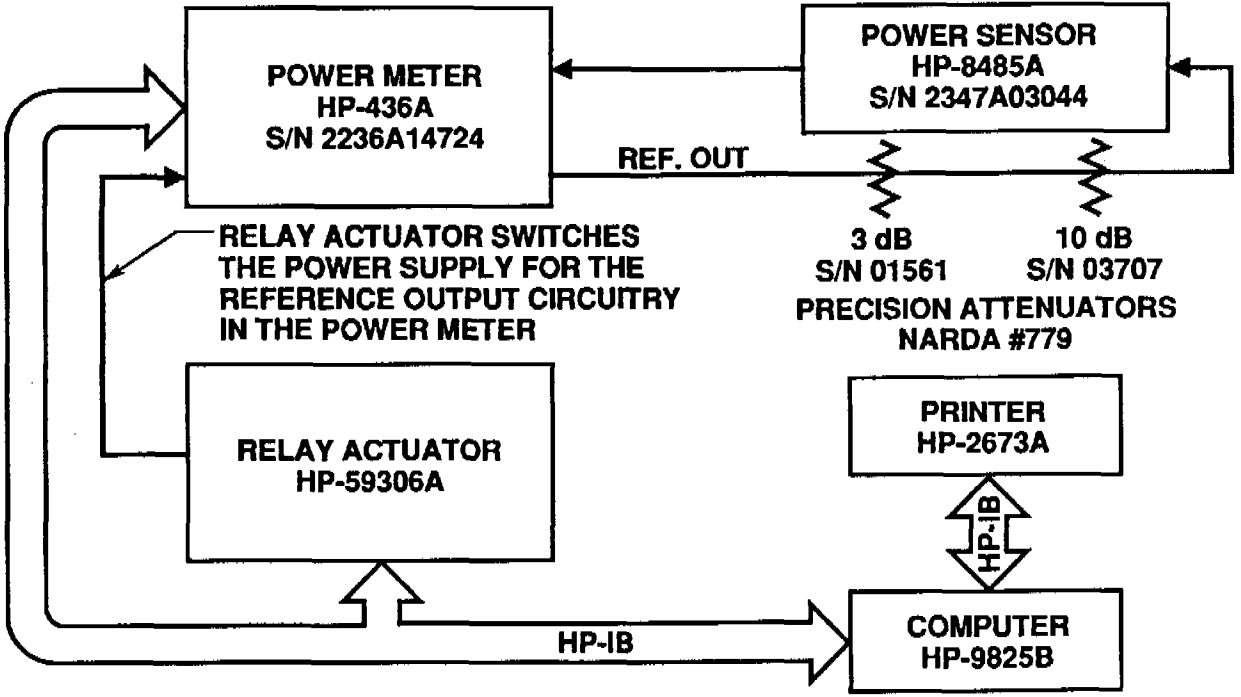 POWER METER
HP-436A
S/N 2236A14724
POWER SENSOR
HP-8485A
S/N 2347A03044
REF. OUT
3 dB
S/N 01561
10 dB
S/N 03707
PRECISION ATTENUATORS
NARDA #779
RELAY ACTUATOR SWITCHES
THE POWER SUPPLY FOR THE
REFERENCE OUTPUT CIRCUITRY
IN THE POWER METER
RELAY ACTUATOR
HP-59306A
PRINTER
HP-2673A
HP-IB
HP-IB
COMPUTER
HP-9825B